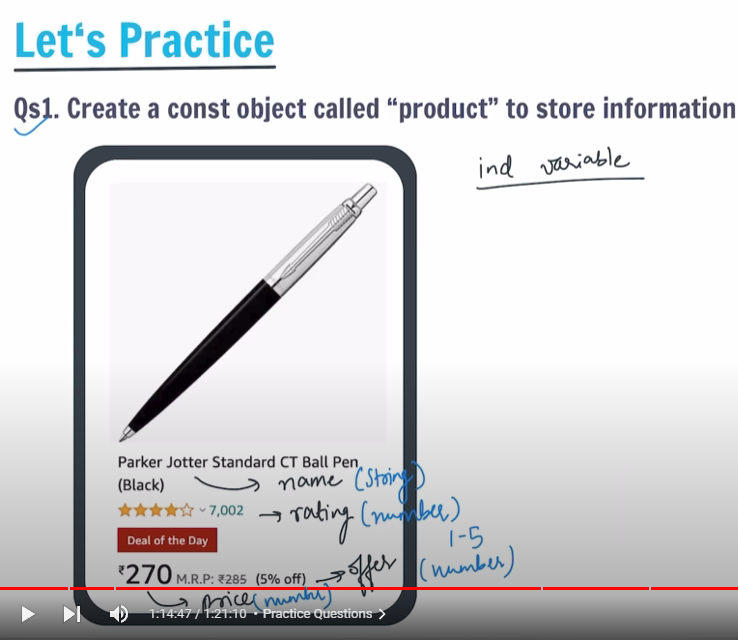 Let's Practice
Qs1. Create a const object called “product” to store information
ind variable
Parker Jotter Standard CT Ball Pen
(Black) → name (String)
★★★★☆ 7,002 → rating (number)
1-5
Deal of the Day
₹270 M.R.P: ₹285 (5% off) → offer (number)
→ price (number)
1:14:47 / 1:21:10 • Practice Questions >